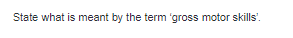 State what is meant by the term ‘gross motor skills’.